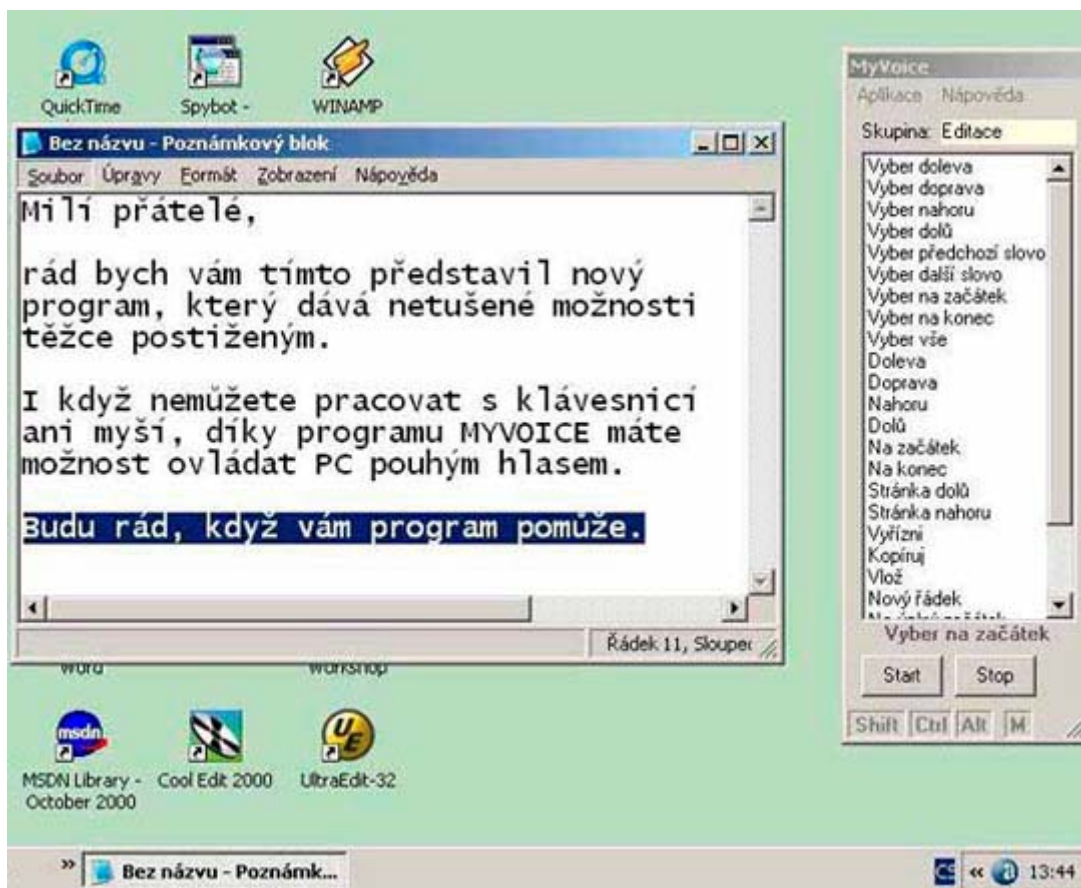 QuickTime
Spybot -
WINAMP
Bez názvu - Poznámkový blok
Soubor Úpravy Formát Zobrazení Nápověda
Milí přátelé,
rád bych vám tímto představil nový
program, který dává netušené možnosti
těžce postiženým.
I když nemůžete pracovat s klávesnicí
ani myší, díky programu MYVOICE máte
možnost ovládat PC pouhým hlasem.
Budu rád, když vám program pomůže.
Řádek 11, Sloupec
Word
Workshop
msdn
UE
MSDN Library -
October 2000
Cool Edit 2000
UltraEdit-32
MyVoice
Aplikace Nápověda
Skupina: Editace
Vyber doleva
Vyber doprava
Vyber nahoru
Vyber dolů
Vyber předchozí slovo
Vyber další slovo
Vyber na začátek
Vyber na konec
Vyber vše
Doleva
Doprava
Nahoru
Dolů
Na začátek
Na konec
Stránka dolů
Stránka nahoru
Vyřízni
Kopíruj
Vlož
Nový řádek
Vyber na začátek
Start Stop
Shift Ctrl Alt M
» Bez názvu - Poznámk...
CS « 13:44